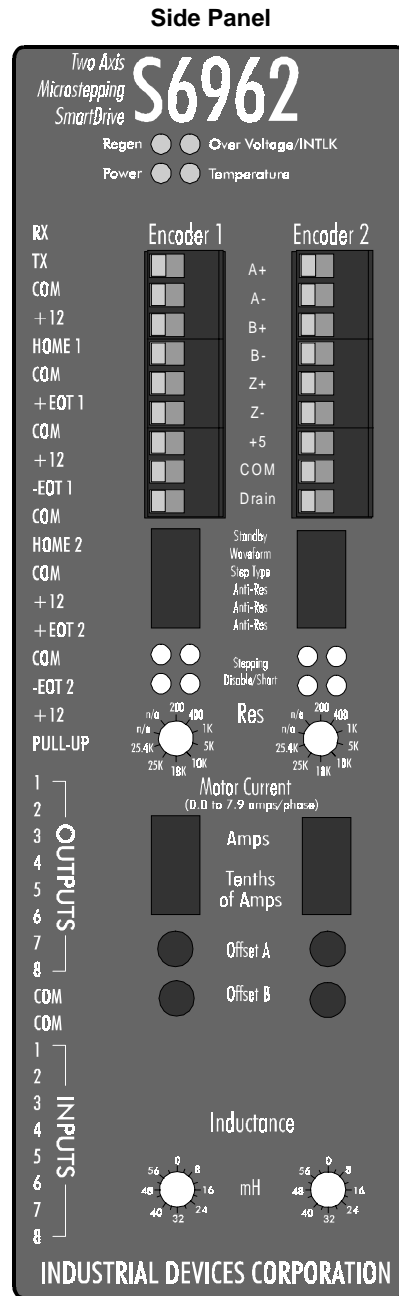 Side Panel
Two Axis
Microstepping
SmartDrive
S6962
Regen
Over Voltage/INTLK
Power
Temperature
RX
TX
COM
+12
HOME 1
COM
+EOT 1
COM
+12
-EOT 1
COM
HOME 2
COM
+12
+EOT 2
COM
-EOT 2
+12
PULL-UP
1
2
3
4
5
6
7
8
OUTPUTS
COM
COM
1
2
3
4
5
6
7
8
INPUTS
Encoder 1
Encoder 2
A+
A-
B+
B-
Z+
Z-
+5
COM
Drain
Standby
Waveform
Step Type
Anti-Res
Anti-Res
Anti-Res
Stepping
Disable/Short
Res
n/a 200 400
n/a 1K
25.4K 5K
25K 18K 10K
n/a 200 400
n/a 1K
25.4K 5K
25K 18K 10K
Motor Current
(0.0 to 7.9 amps/phase)
Amps
Tenths
of Amps
Offset A
Offset B
Inductance
mH
0
56 8
48 16
40 32 24
0
56 8
48 16
40 32 24
INDUSTRIAL DEVICES CORPORATION